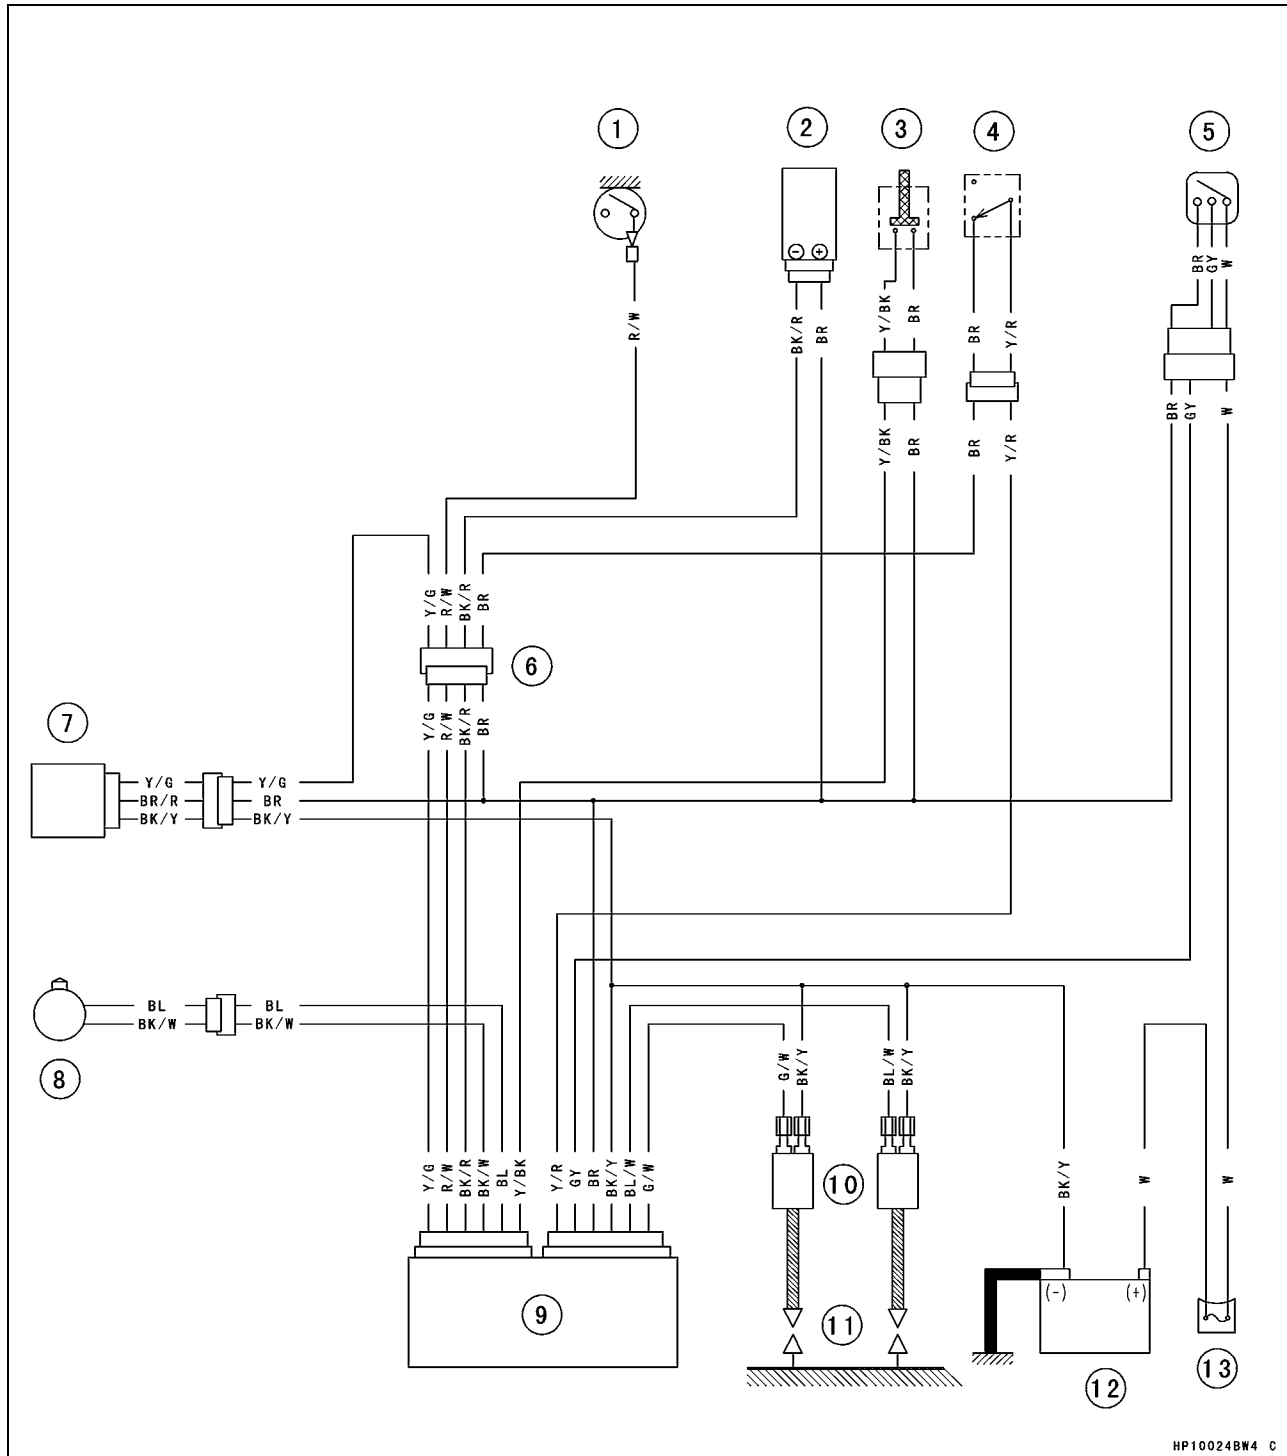 1 2 3 4 5
BR GY W
R/W
BK/R BR
Y/BK BR
BR Y/R
BR GY W
Y/BK BR
BR Y/R
Y/G R/W BK/R BR
6
Y/G R/W BK/R BR
7
Y/G Y/G
BR/R BR
BK/Y BK/Y
BL BL
BK/W BK/W
8
G/W BK/Y BL/W BK/Y
Y/G R/W BK/R BK/W BL Y/BK Y/R GY BR BK/Y BL/W G/W
10
BK/Y W W
9
11
(-) (+)
12
13
HP10024BW4 C